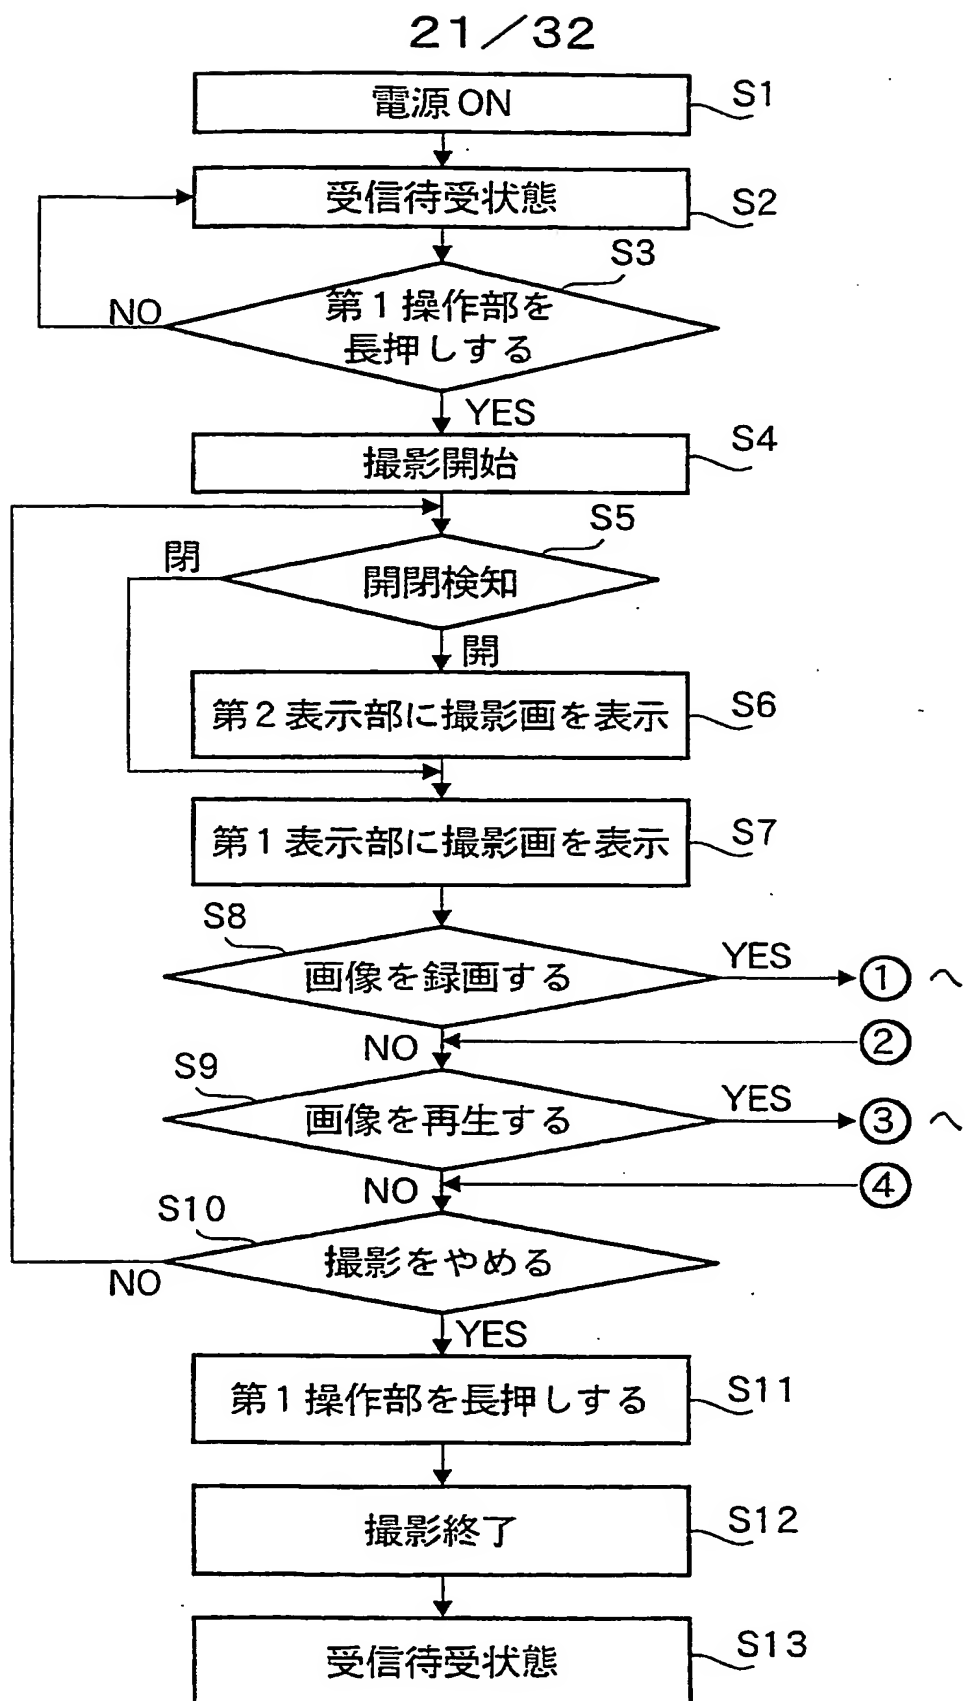 21／32
電源ON
S1
受信待受状態
S2
S3
第1操作部を
長押しする
NO
YES
撮影開始
S4
S5
閉
開閉検知
開
第2表示部に撮影画を表示
S6
第1表示部に撮影画を表示
S7
S8
画像を録画する
YES
①へ
NO
②
S9
画像を再生する
YES
③へ
NO
④
S10
撮影をやめる
NO
YES
第1操作部を長押しする
S11
撮影終了
S12
受信待受状態
S13